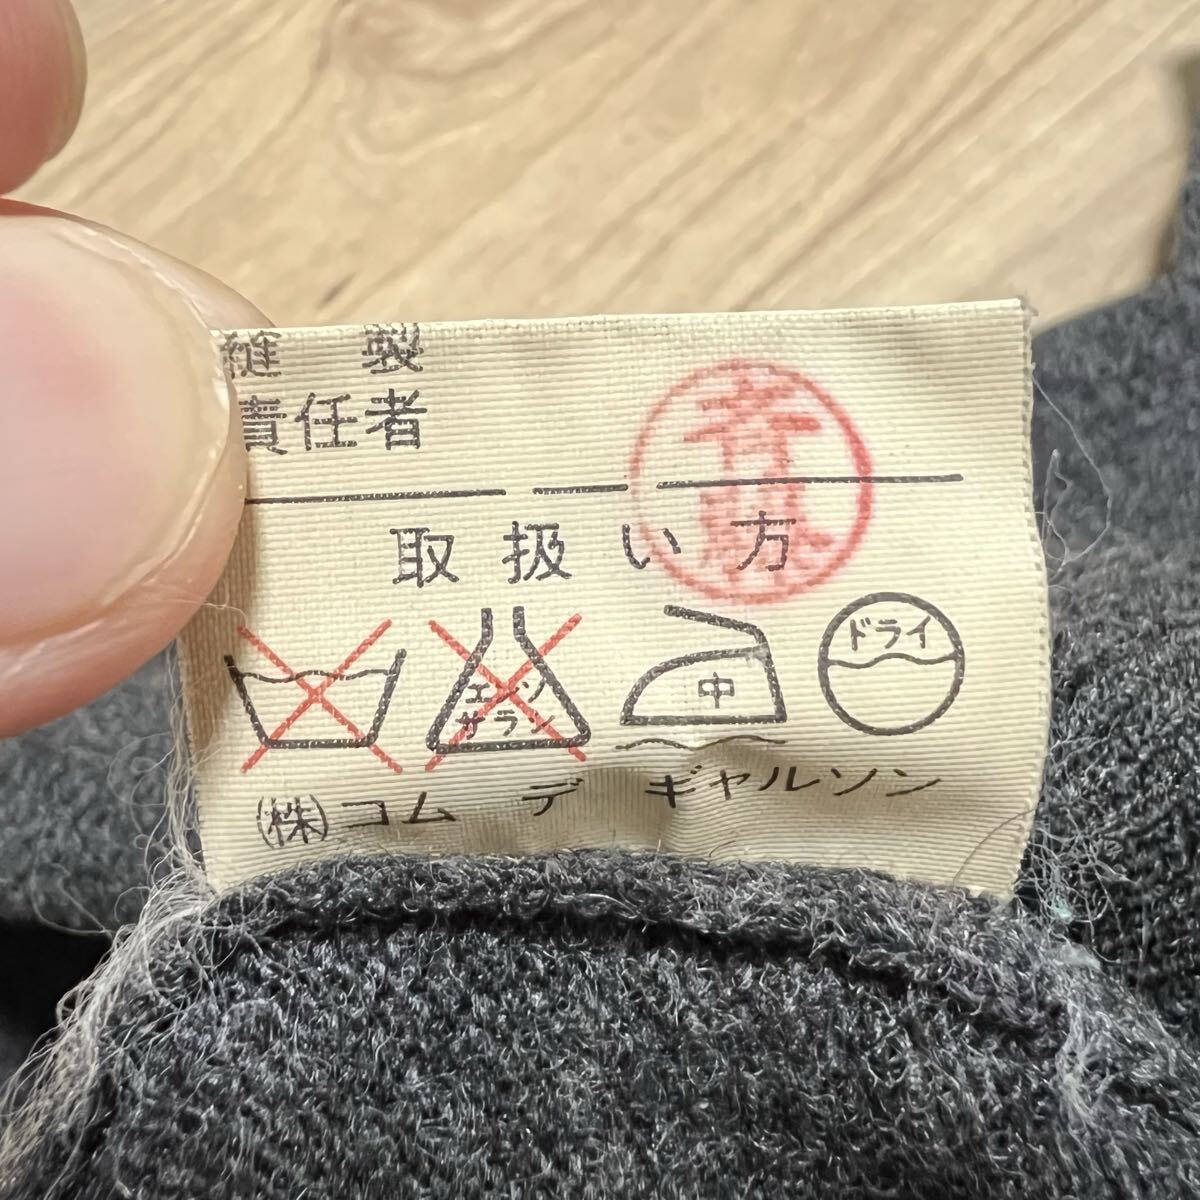 縫 製
責任者
取扱い方
エンソ
サラシ
中
ドライ
(株)コム デ ギャルソン